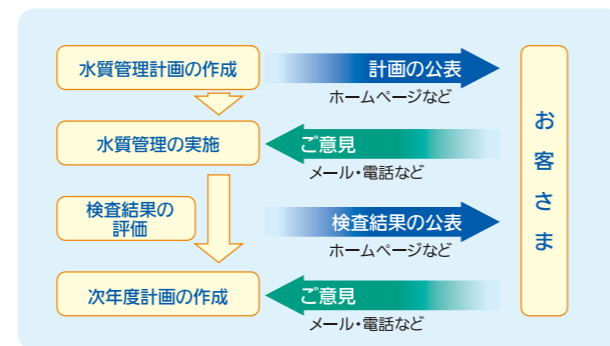 水質管理計画の作成
計画の公表
ホームページなど
水質管理の実施
ご意見
メール・電話など
検査結果の
評価
検査結果の公表
ホームページなど
次年度計画の作成
ご意見
メール・電話など
お客さま